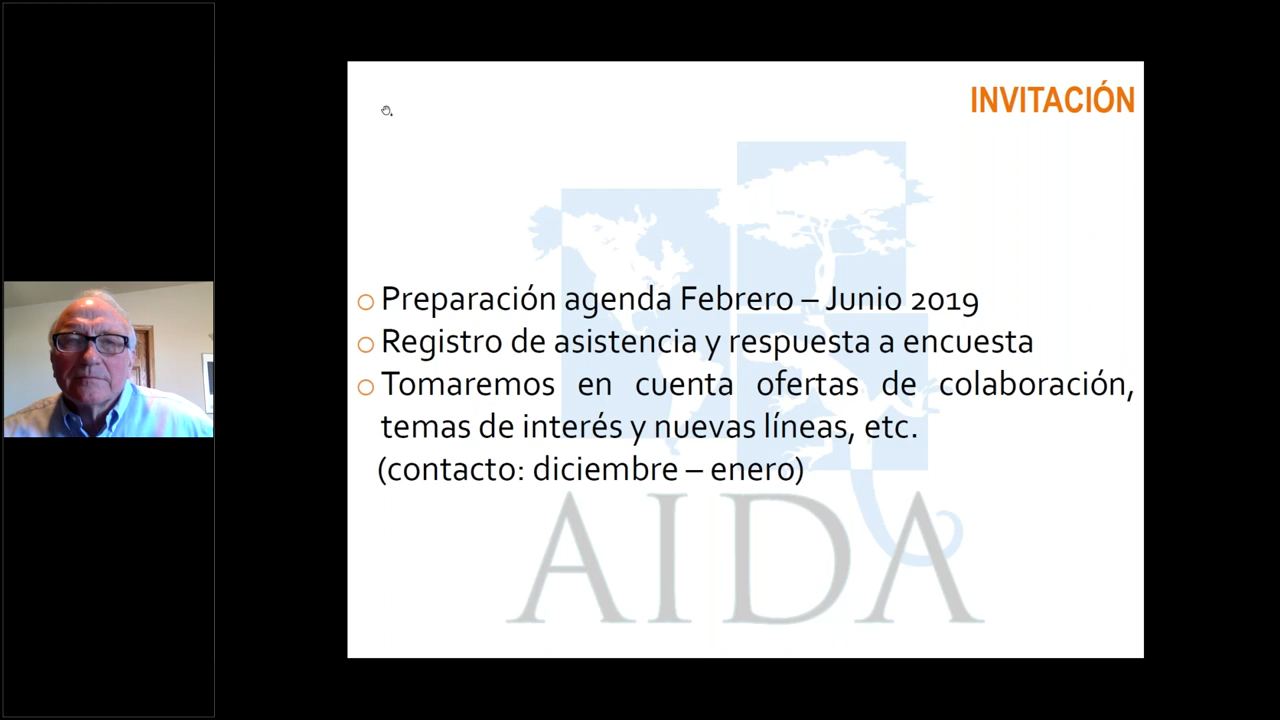 INVITACIÓN
Preparación agenda Febrero – Junio 2019
Registro de asistencia y respuesta a encuesta
Tomaremos en cuenta ofertas de colaboración,
temas de interés y nuevas líneas, etc.
(contacto: diciembre – enero)
AIDA